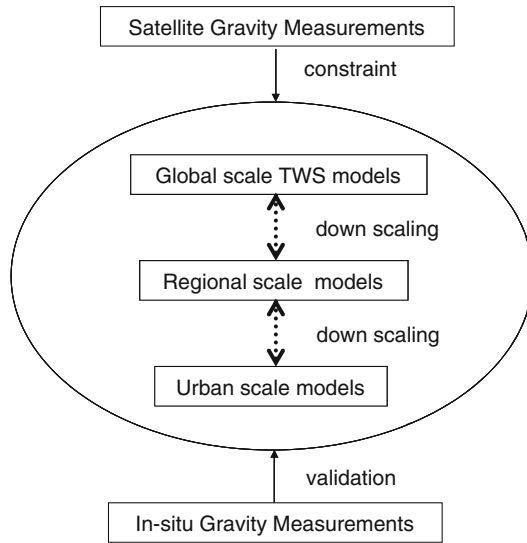 Satellite Gravity Measurements
constraint
Global scale TWS models
down scaling
Regional scale models
down scaling
Urban scale models
validation
In-situ Gravity Measurements